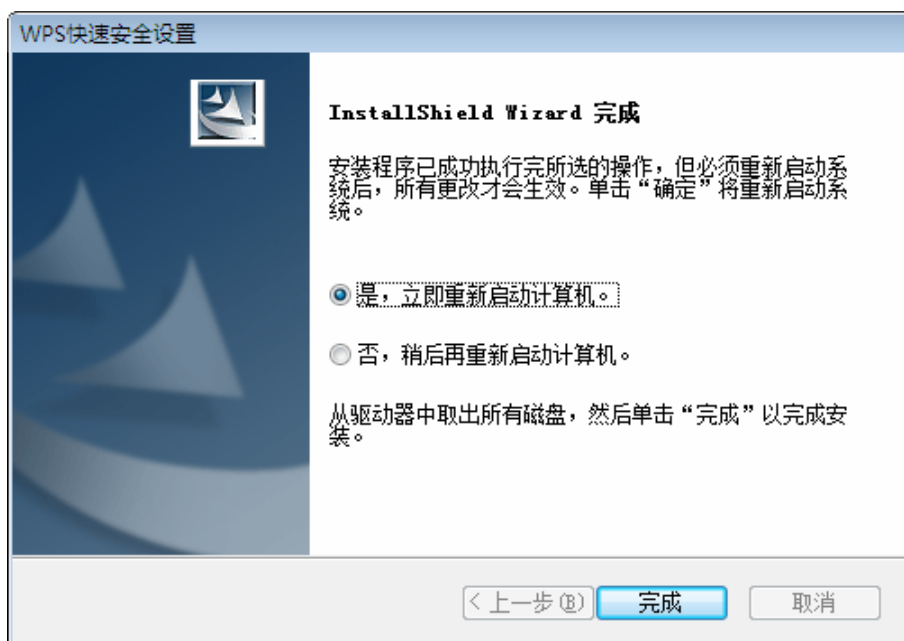 WPS快速安全设置
InstallShield Wizard 完成
安装程序已成功执行完所选的操作，但必须重新启动系
统后，所有更改才会生效。单击“确定”将重新启动系
统。
是，立即重新启动计算机。
否，稍后再重新启动计算机。
从驱动器中取出所有磁盘，然后单击“完成”以完成安
装。
< 上一步(B)
完成
取消